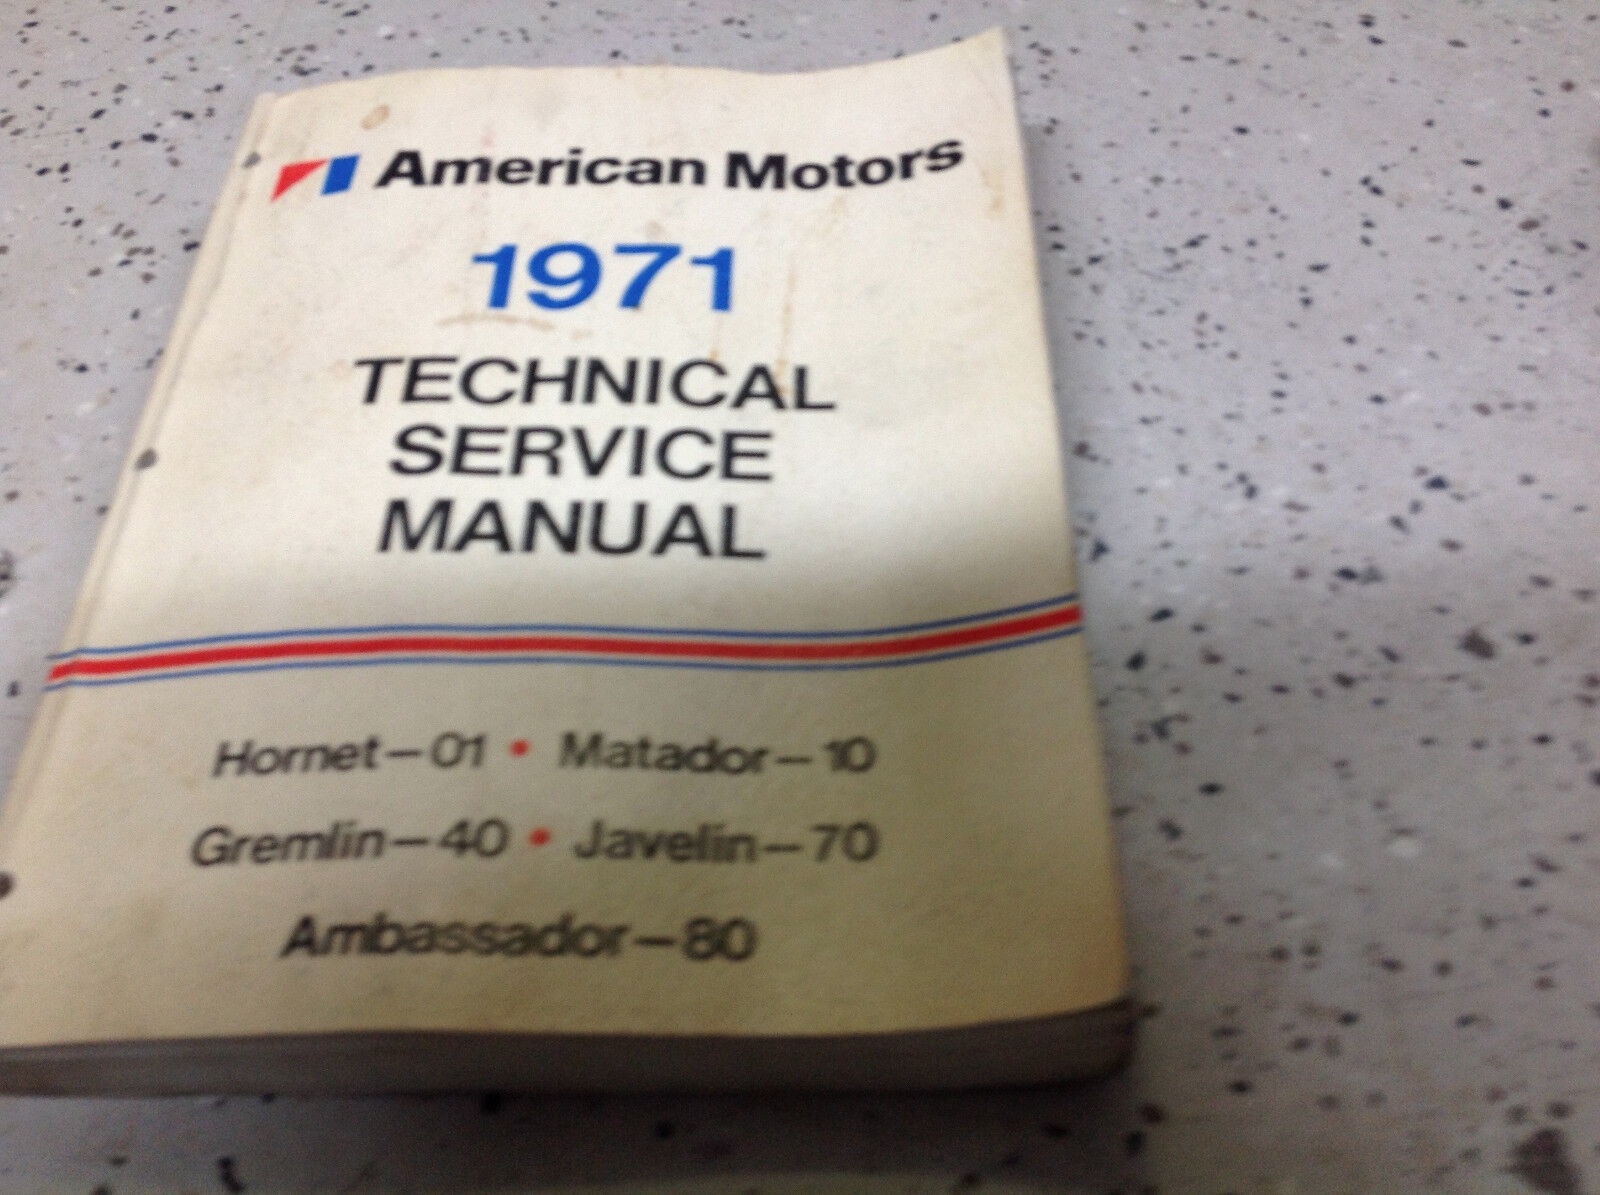 American Motors
1971
TECHNICAL
SERVICE
MANUAL
Hornet—01 • Matador—10
Gremlin—40 • Javelin—70
Ambassador—80